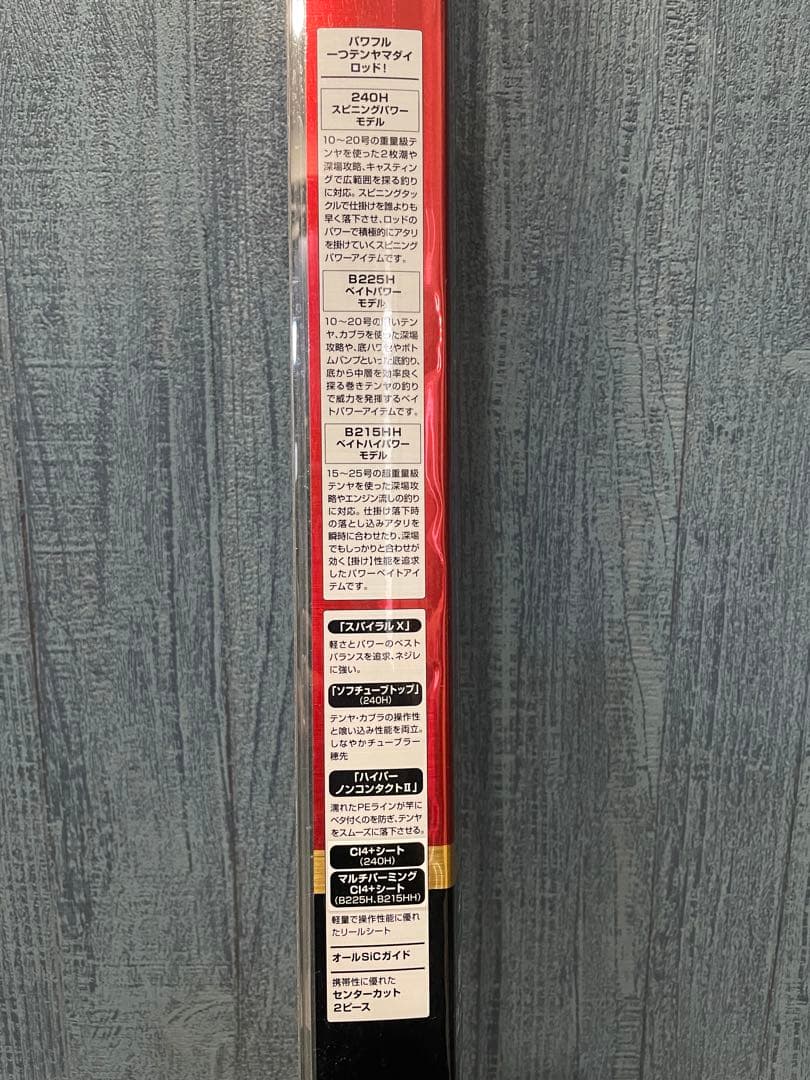 パワフル
一つテンヤマダイ
ロッド!
240H
スピニングパワー
モデル
10〜20号の重量級テ
ンヤを使った2枚潮や
深場攻略、キャスティン
グで広範囲を探る釣り
に対応。スピニングタッ
クルで仕掛けを誰よりも
早く落下させ、ロッドの
パワーで積極的にアタリ
を掛けていくスピニング
パワーアイテムです。
B225H
ベイトパワー
モデル
10〜20号の重いテン
ヤ、カブラを使った深場
攻略や、底ハワセやボト
ムバンプといった底釣り、
底から中層を効率良く
探る巻きテンヤの釣り
で威力を発揮するベイ
トパワーアイテムです。
B215HH
ベイトハイパワー
モデル
15〜25号の超重量級
テンヤを使った深場攻
略やエンジン流しの釣り
に対応。仕掛け落下時
の落とし込みアタリを
瞬時に合わせたり、深場
でもしっかりと合わせが
効く【掛け】性能を追求
したパワーベイトアイ
テムです。
「スパイラルX」
軽さとパワーのベスト
バランスを追求、ネジレ
に強い。
「ソフチューブトップ」
(240H)
テンヤ・カブラの操作性
と喰い込み性能を両立。
しなやかチューブラー
穂先
「ハイパー
ノンコンタクトⅡ」
濡れたPEラインが竿に
ベタ付くのを防ぎ、テンヤ
をスムーズに落下させる。
CI4+シート
(240H)
マルチパーミング
CI4+シート
(B225H、B215HH)
軽量で操作性能に優れ
たリールシート
オールSiCガイド
携帯性に優れた
センターカット
2ピース